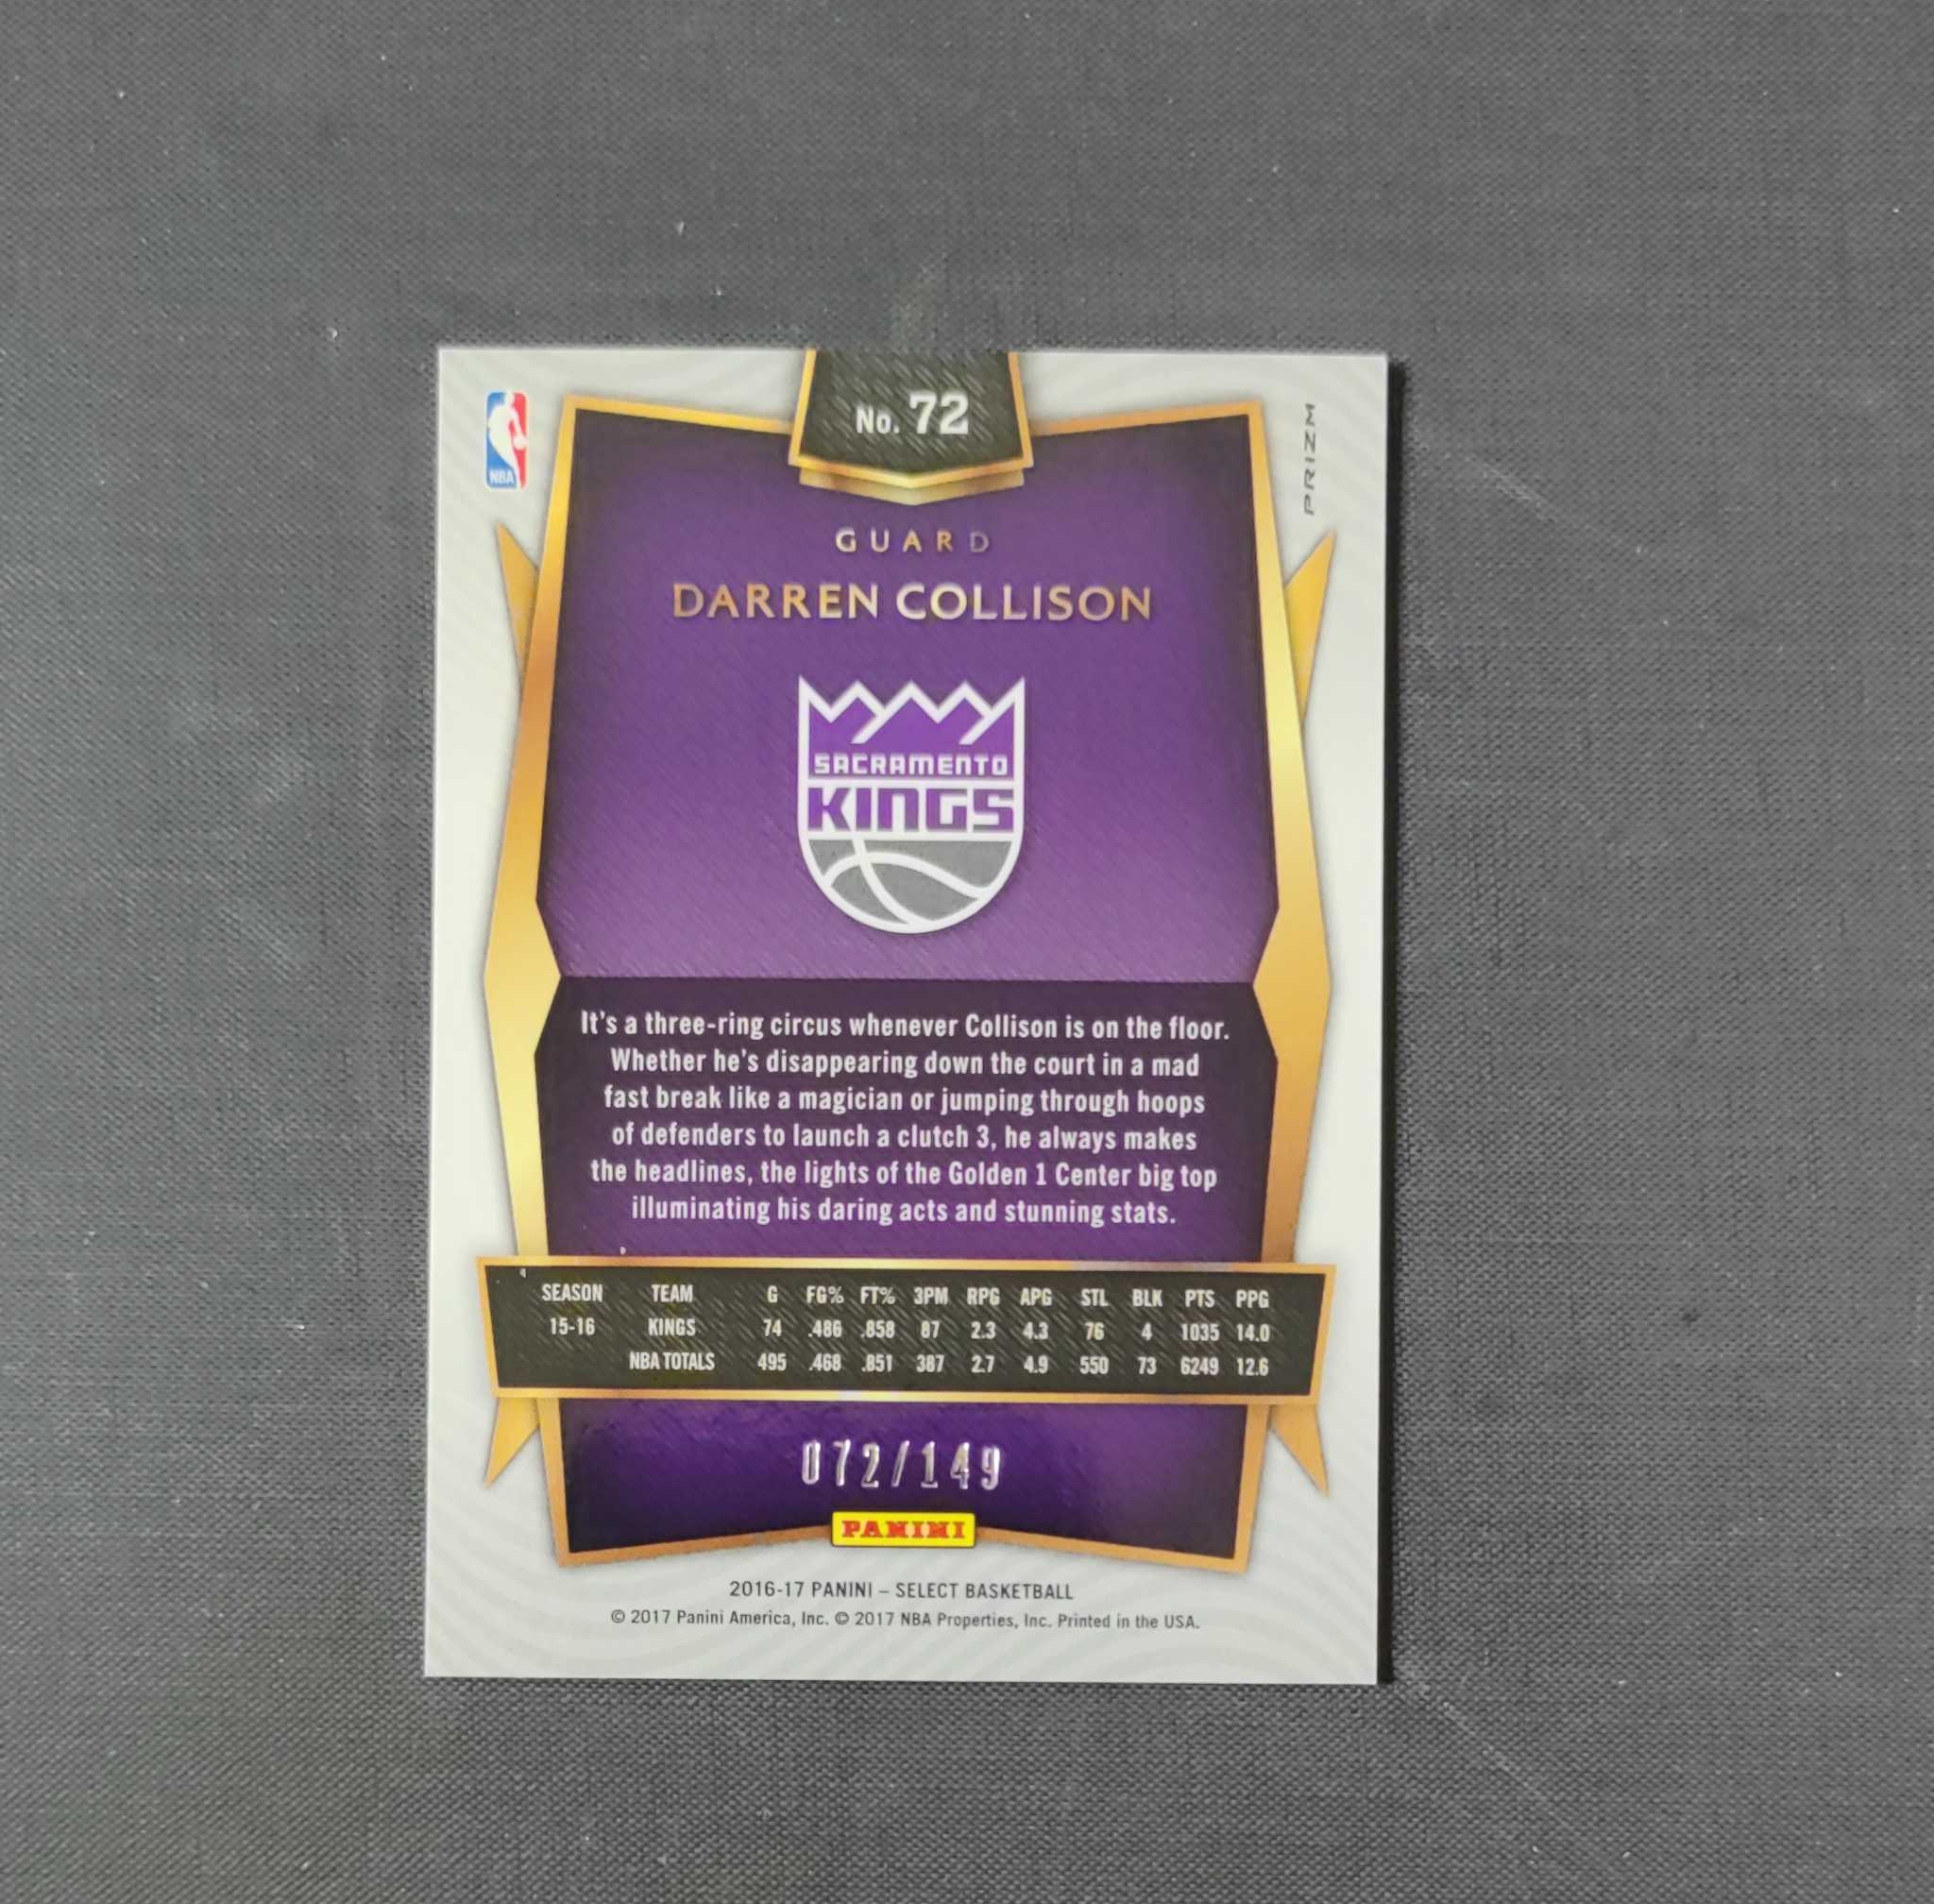 No. 72
NBA
PRIZM
GUARD
DARREN COLLISON
SACRAMENTO
KINGS
It's a three-ring circus whenever Collison is on the floor.
Whether he's disappearing down the court in a mad
fast break like a magician or jumping through hoops
of defenders to launch a clutch 3, he always makes
the headlines, the lights of the Golden 1 Center big top
illuminating his daring acts and stunning stats.
SEASON TEAM G FG% FT% 3PM RPG APG STL BLK PTS PPG
15-16 KINGS 74 .486 .858 87 2.3 4.3 76 4 1035 14.0
NBA TOTALS 495 .468 .851 387 2.7 4.9 550 73 6249 12.6
072/149
PANINI
2016-17 PANINI – SELECT BASKETBALL
© 2017 Panini America, Inc. © 2017 NBA Properties, Inc. Printed in the USA.